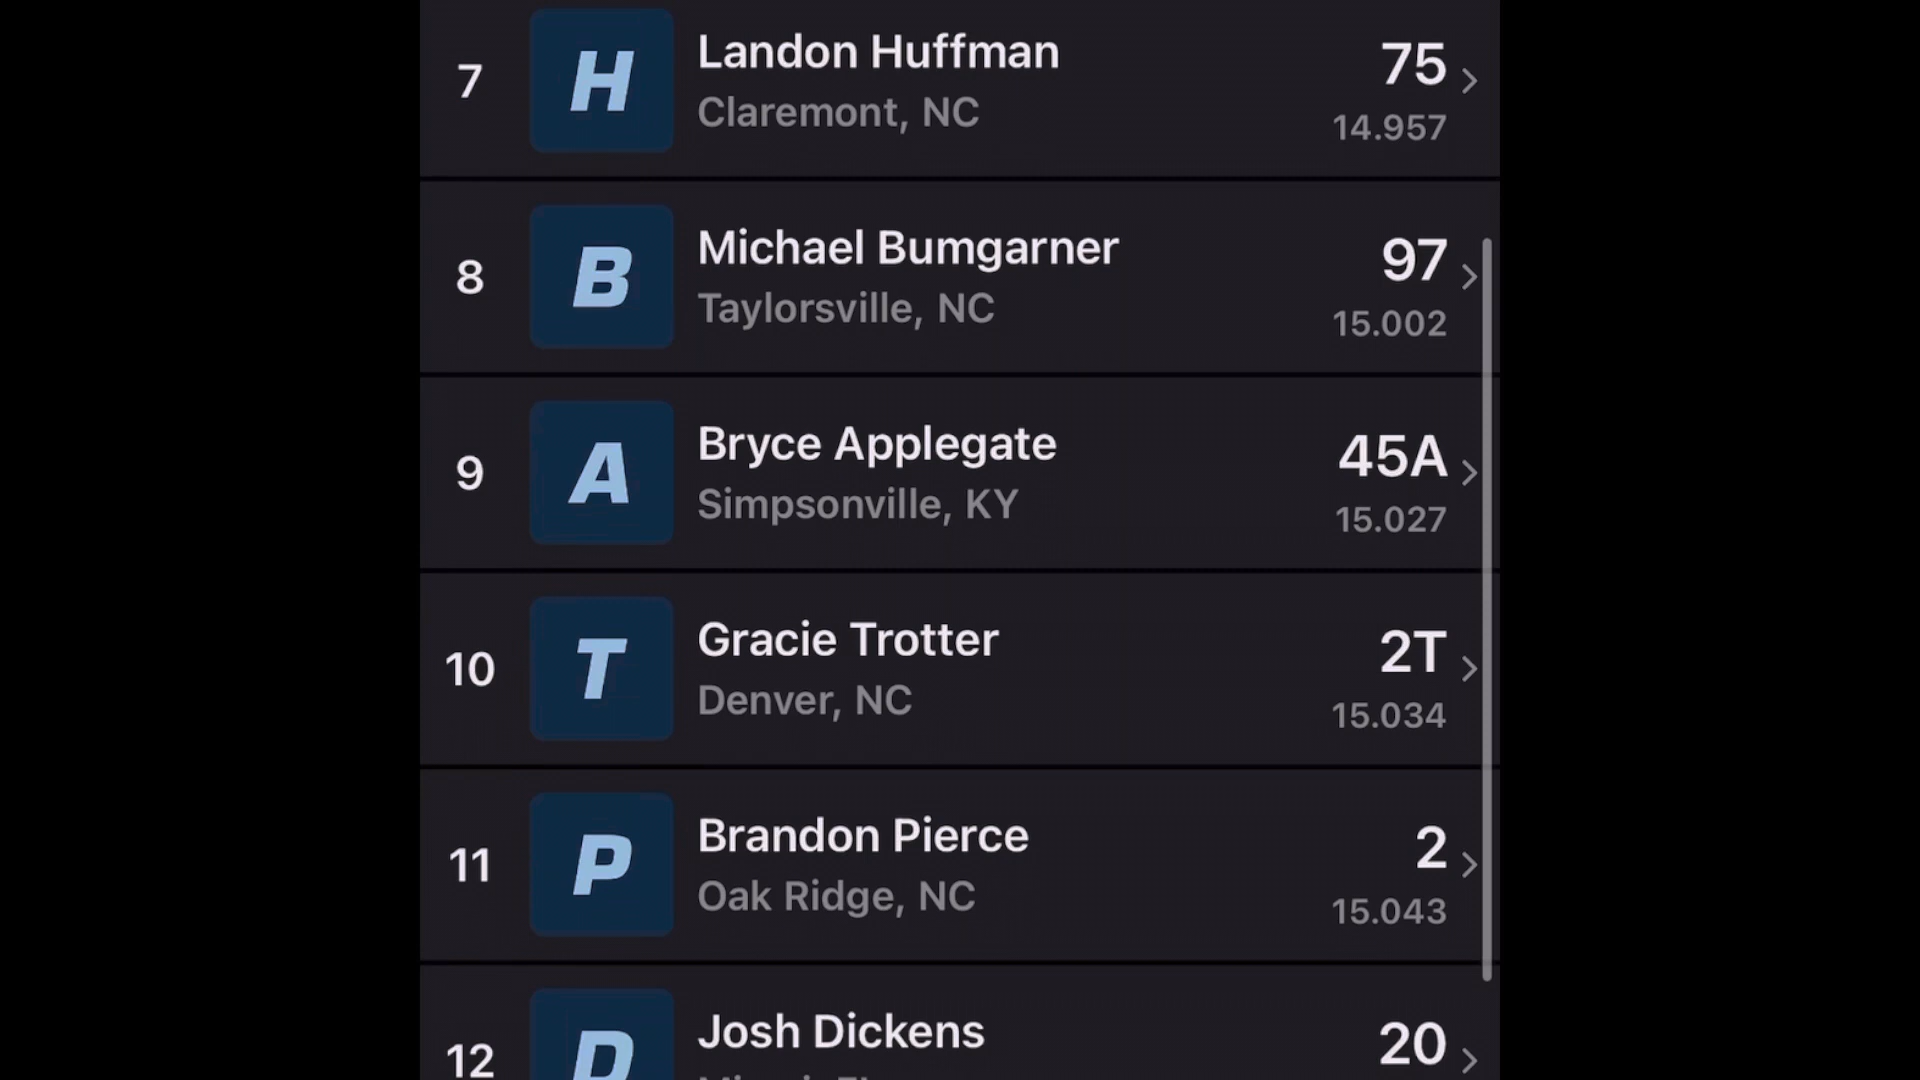 7
H
Landon Huffman
Claremont, NC
75
14.957
8
B
Michael Bumgarner
Taylorsville, NC
97
15.002
9
A
Bryce Applegate
Simpsonville, KY
45A
15.027
10
T
Gracie Trotter
Denver, NC
2T
15.034
11
P
Brandon Pierce
Oak Ridge, NC
2
15.043
12
D
Josh Dickens
20